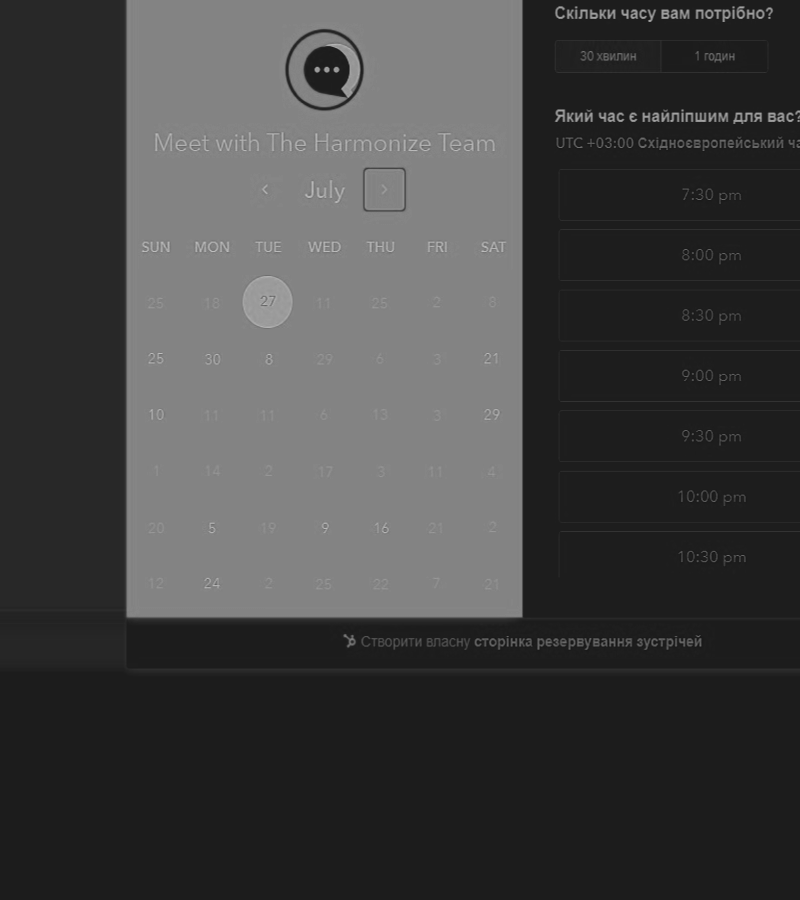 Meet with The Harmonize Team
July
SUN MON TUE WED THU FRI SAT
25 18 27 11 25 2 8
25 30 8 29 6 3 21
10 11 11 6 13 3 29
1 14 2 17 3 11 4
20 5 19 9 16 21 2
12 24 2 25 22 7 21
Скільки часу вам потрібно?
30 хвилин 1 годин
Який час є найліпшим для вас?
UTC +03:00 Східноєвропейський
7:30 pm
8:00 pm
8:30 pm
9:00 pm
9:30 pm
10:00 pm
10:30 pm
Створити власну сторінка резервування зустрічей